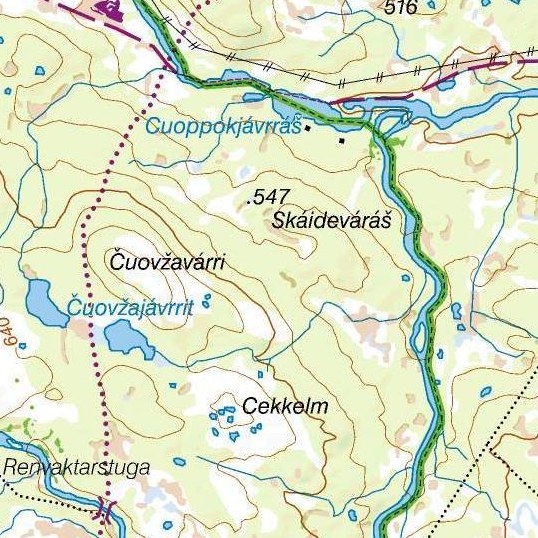 516
Cuoppokjávrráš
.547
Skáideváráš
Čuovžavárri
Čuovžajávrrit
640
Cekkelm
Renvaktarstuga